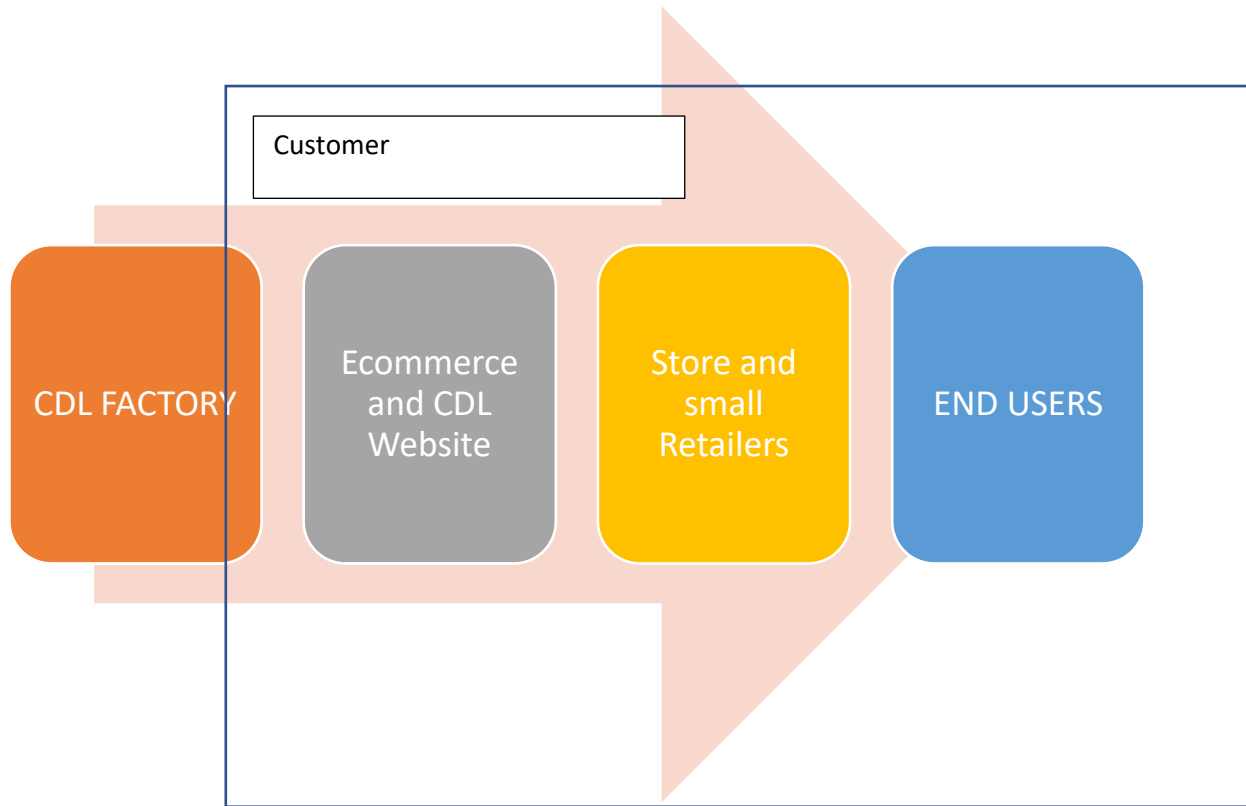 Customer
CDL FACTORY
Ecommerce
and CDL
Website
Store and
small
Retailers
END USERS